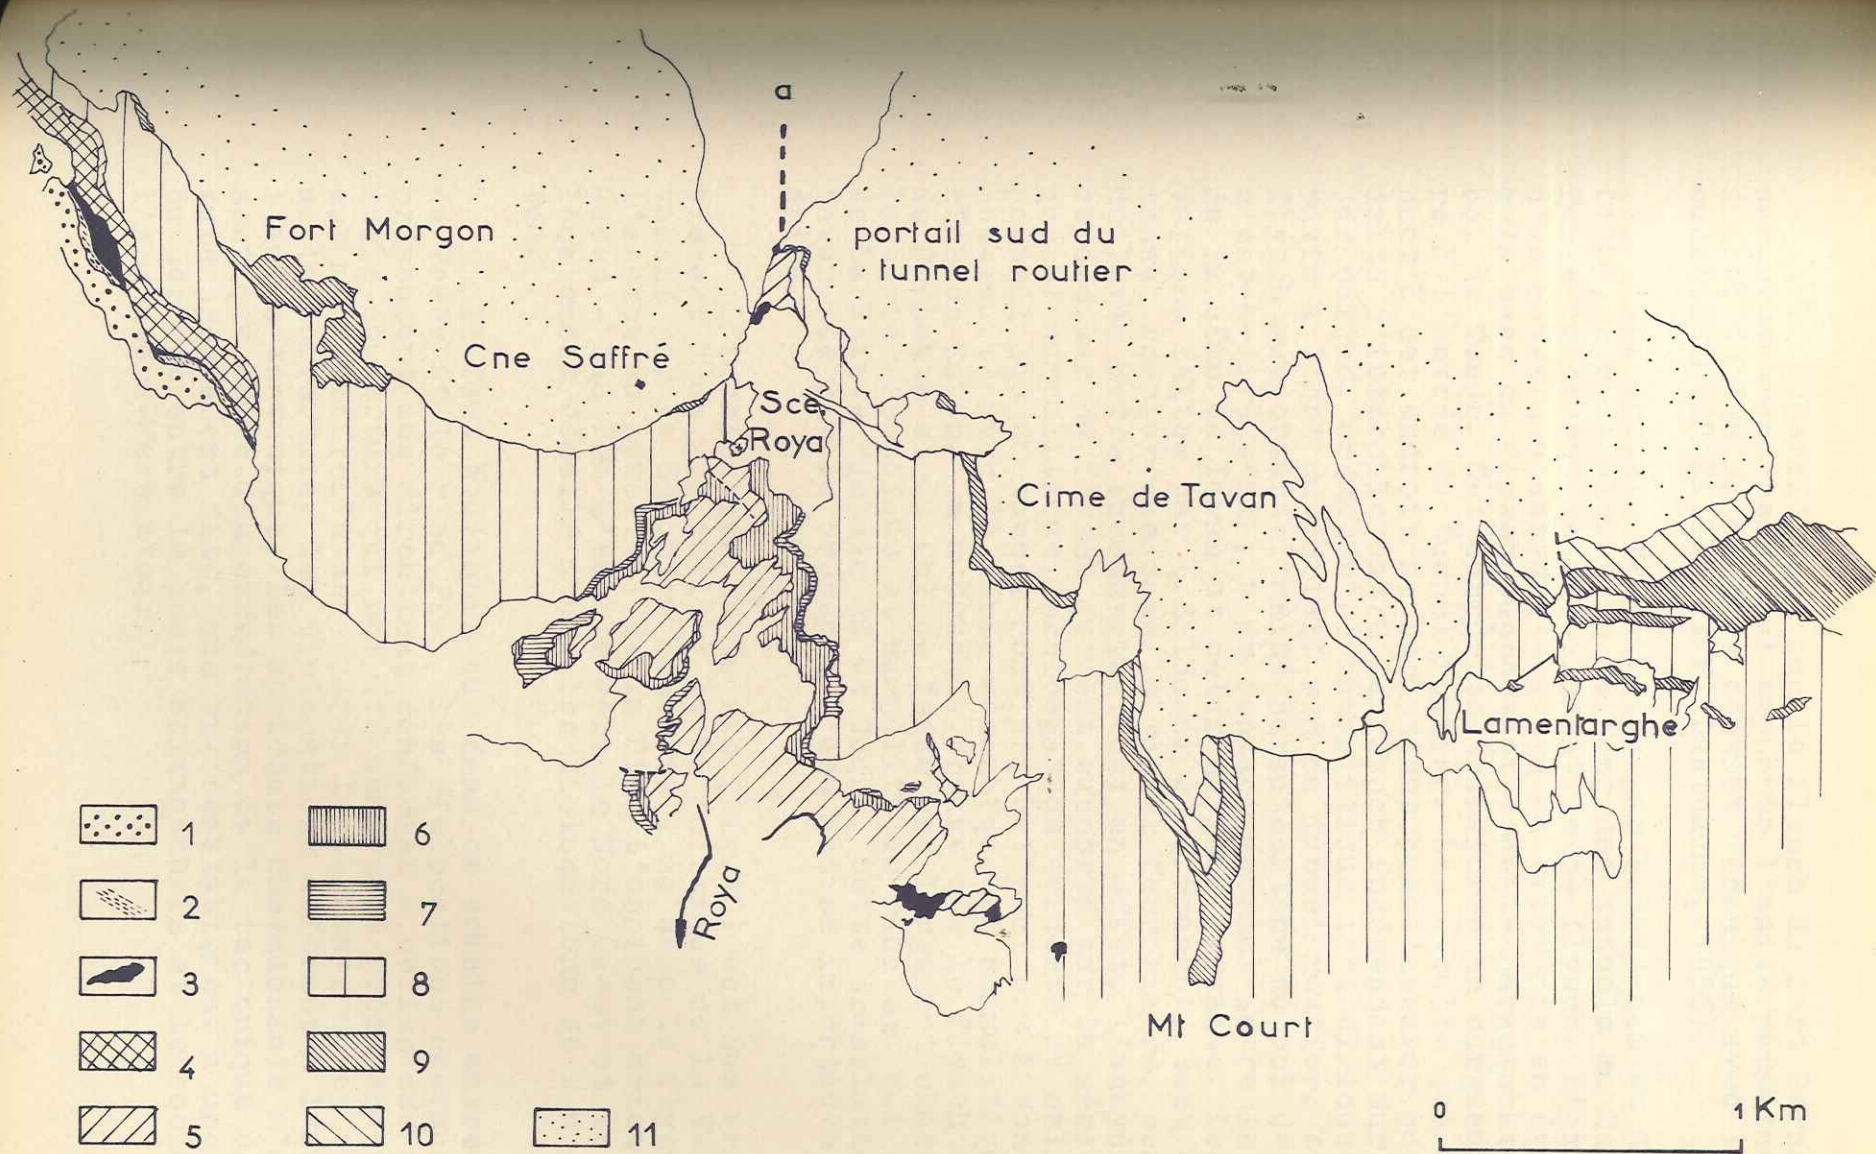 a
Fort Morgon
portail sud du
tunnel routier
Cne Saffré
Sce
Roya
Cime de Tavan
Lamentarghe
Roya
Mt Court
1
2
3
4
5
6
7
8
9
10
11
0 1 Km